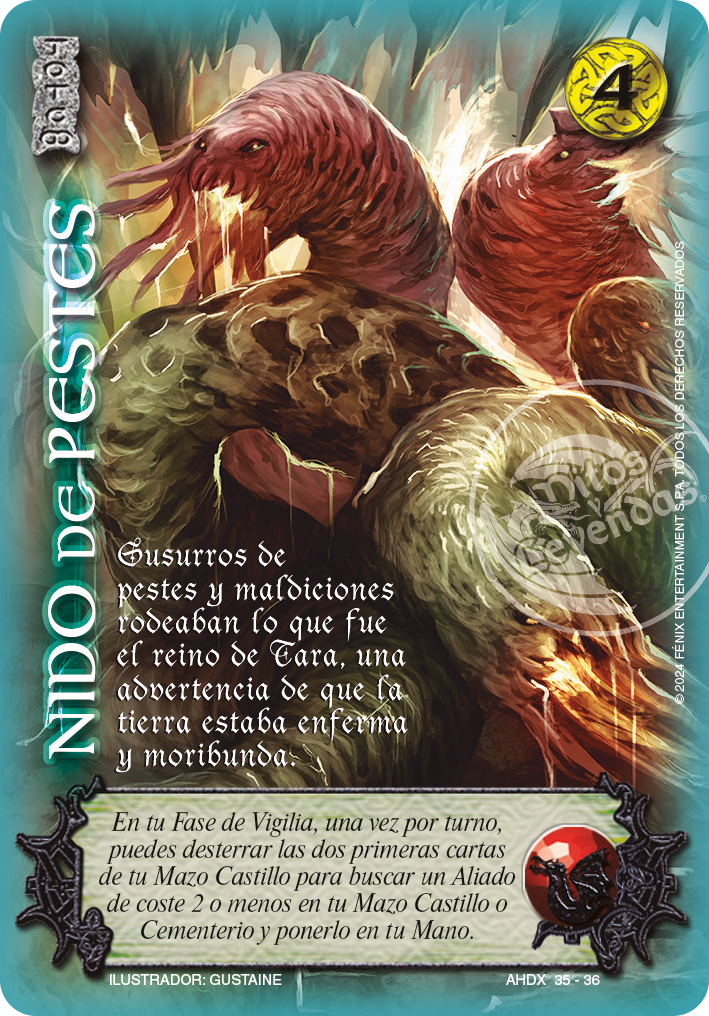 4
NIDO DE PESTES
Susurros de
pestes y maldiciones
rodeaban lo que fue
el reino de Tara, una
advertencia de que la
tierra estaba enferma
y moribunda.
Mitos
y
Leyendas
®
© 2024 FÉNIX ENTERTAINMENT S.P.A. TODOS LOS DERECHOS RESERVADOS
En tu Fase de Vigilia, una vez por turno,
puedes desterrar las dos primeras cartas
de tu Mazo Castillo para buscar un Aliado
de coste 2 o menos en tu Mazo Castillo o
Cementerio y ponerlo en tu Mano.
ILUSTRADOR: GUSTAINE
AHDX 35 - 36